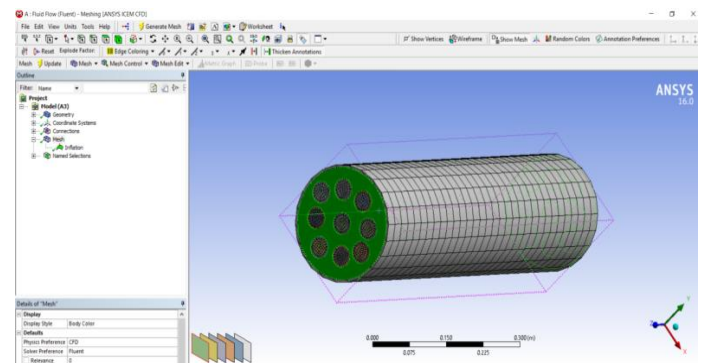 A : Fluid Flow (Fluent) - Meshing [ANSYS ICEM CFD]
File Edit View Units Tools Help Generate Mesh Worksheet
Show Vertices Wireframe Show Mesh Random Colors Annotation Preferences
Reset Explode Factor: Edge Coloring Thicken Annotations
Mesh Update Mesh Mesh Control Mesh Edit Metric Graph Probe
Outline
Filter: Name
Project
Model (A3)
Geometry
Coordinate Systems
Connections
Mesh
Inflation
Named Selections
ANSYS
16.0
Details of "Mesh"
Display
Display Style Body Color
Defaults
Physics Preference CFD
Solver Preference Fluent
Relevance 0
0.000 0.150 0.300 (m)
0.075 0.225
Y
Z
X